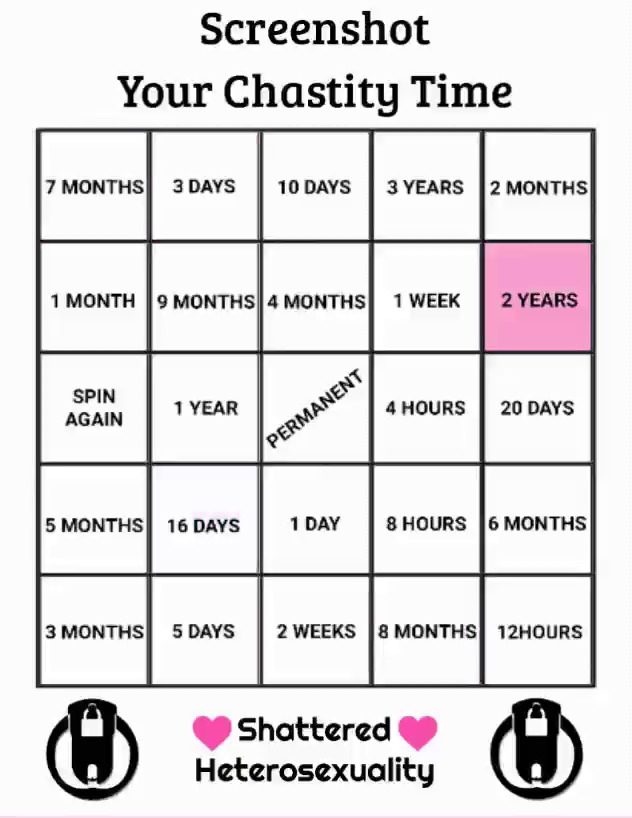 Screenshot
Your Chastity Time
7 MONTHS
3 DAYS
10 DAYS
3 YEARS
2 MONTHS
1 MONTH
9 MONTHS
4 MONTHS
1 WEEK
2 YEARS
SPIN
AGAIN
1 YEAR
PERMANENT
4 HOURS
20 DAYS
5 MONTHS
16 DAYS
1 DAY
8 HOURS
6 MONTHS
3 MONTHS
5 DAYS
2 WEEKS
8 MONTHS
12HOURS
Shattered
Heterosexuality